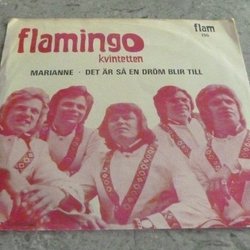 flamingo
kvintetten
flam
MARIANNE · DET ÄR SÅ EN DRÖM BLIR TILL